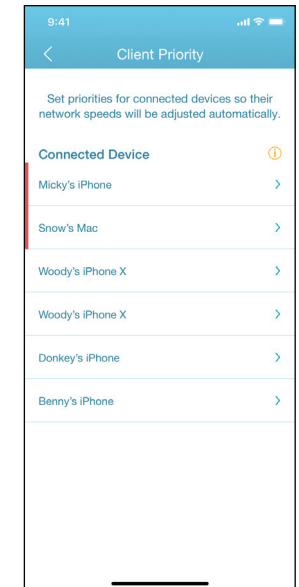 9:41
Client Priority
Set priorities for connected devices so their
network speeds will be adjusted automatically.
Connected Device
Micky's iPhone
Snow's Mac
Woody's iPhone X
Woody's iPhone X
Donkey's iPhone
Benny's iPhone